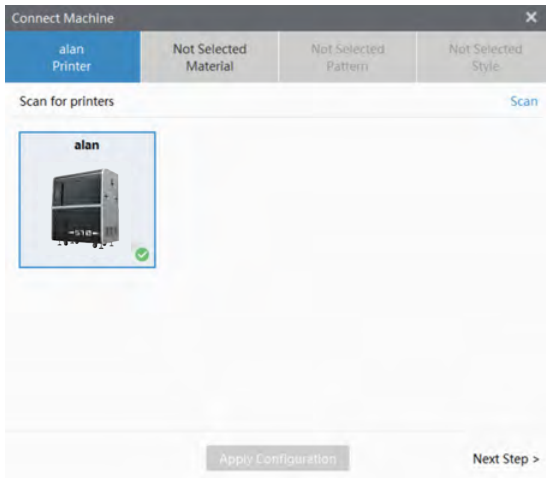 Connect Machine
alan
Printer
Not Selected
Material
Not Selected
Pattern
Not Selected
Style
Scan for printers
Scan
alan
Apply Configuration
Next Step >